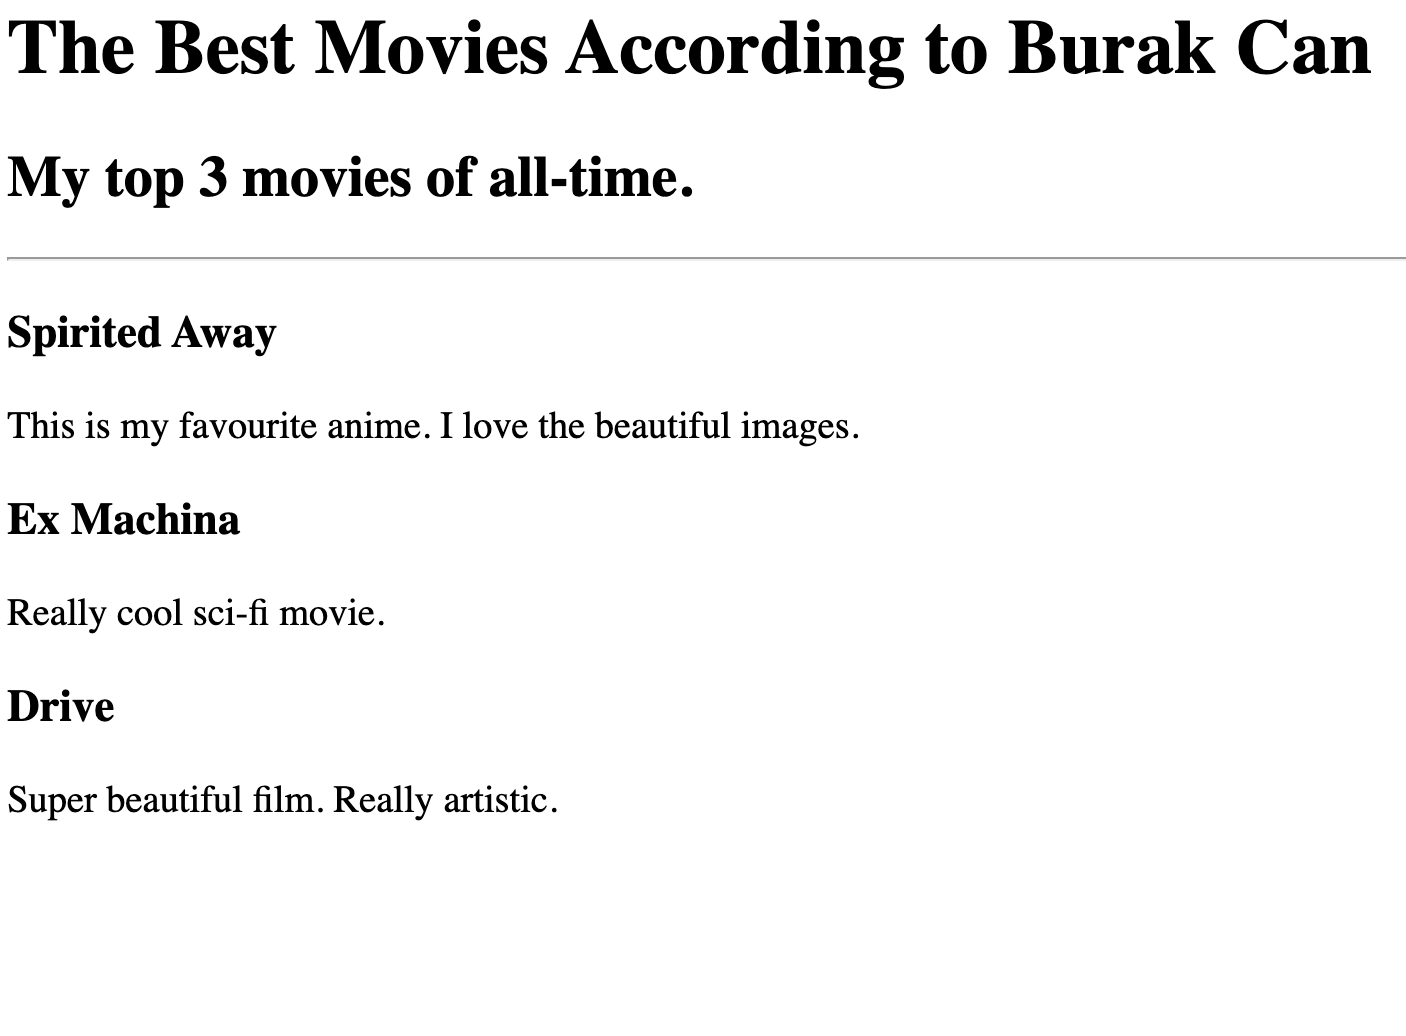 The Best Movies According to Burak Can
My top 3 movies of all-time.
Spirited Away
This is my favourite anime. I love the beautiful images.
Ex Machina
Really cool sci-fi movie.
Drive
Super beautiful film. Really artistic.